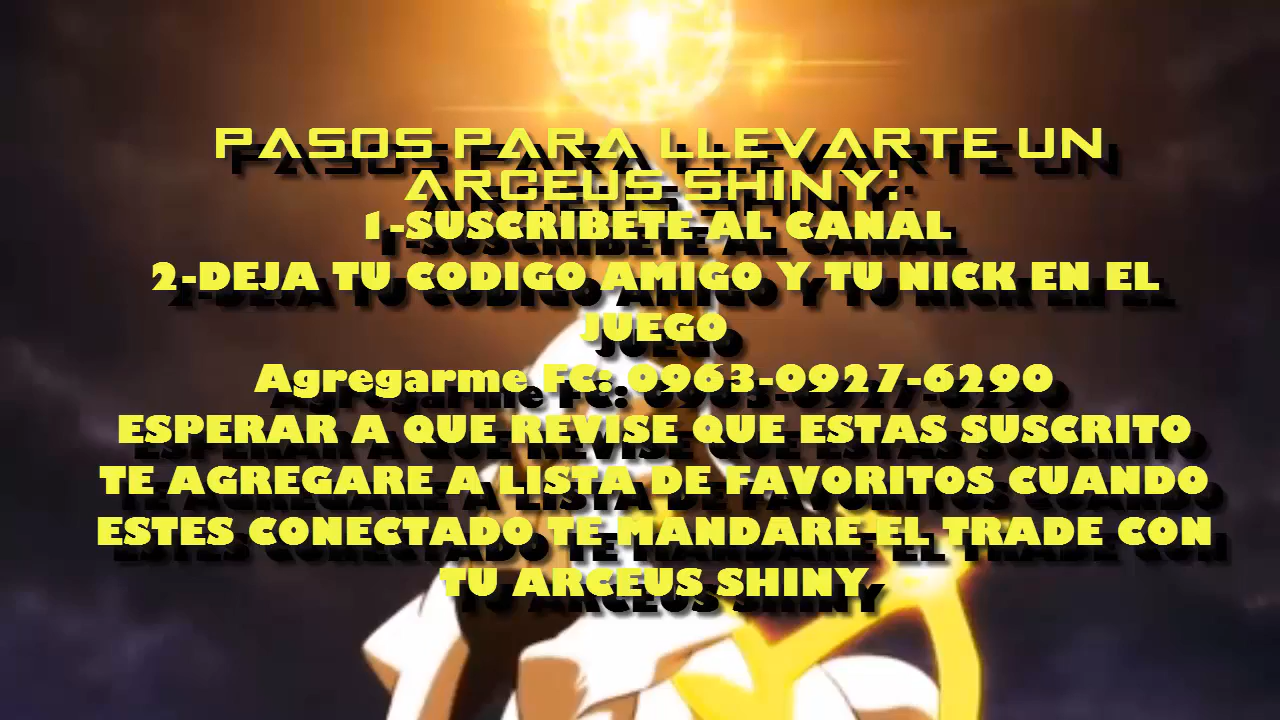 PASOS PARA LLEVARTE UN
ARCEUS SHINY:
1-SUSCRIBETE AL CANAL
2-DEJA TU CODIGO AMIGO Y TU NICK EN EL
JUEGO
Agregarme FC: 0963-0927-6290
ESPERAR A QUE REVISE QUE ESTAS SUSCRITO
TE AGREGARE A LISTA DE FAVORITOS CUANDO
ESTES CONECTADO TE MANDARE EL TRADE CON
TU ARCEUS SHINY